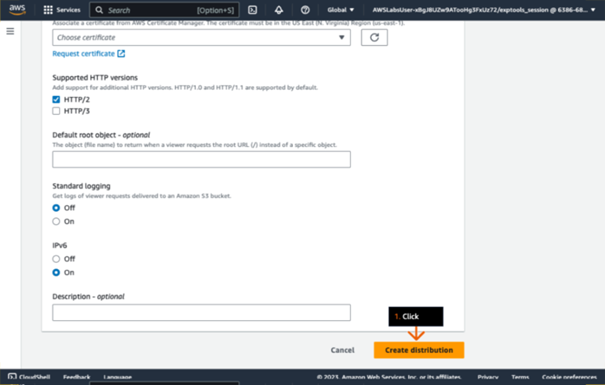 aws
Services
Search
[Option+S]
Global
AWSLabsUser-xBgJBUZw9ATooHg3FxUz72/exptools_session @ 6386-68...
Associate a certificate from AWS Certificate Manager. The certificate must be in the US East (N. Virginia) Region (us-east-1).
Choose certificate
Request certificate
Supported HTTP versions
Add support for additional HTTP versions. HTTP/1.0 and HTTP/1.1 are supported by default.
HTTP/2
HTTP/3
Default root object - optional
The object (file name) to return when a viewer requests the root URL (/) instead of a specific object.
Standard logging
Get logs of viewer requests delivered to an Amazon S3 bucket.
Off
On
IPv6
Off
On
Description - optional
1. Click
Cancel
Create distribution
CloudShell
Feedback
Language
© 2023, Amazon Web Services, Inc. or its affiliates.
Privacy
Terms
Cookie preferences